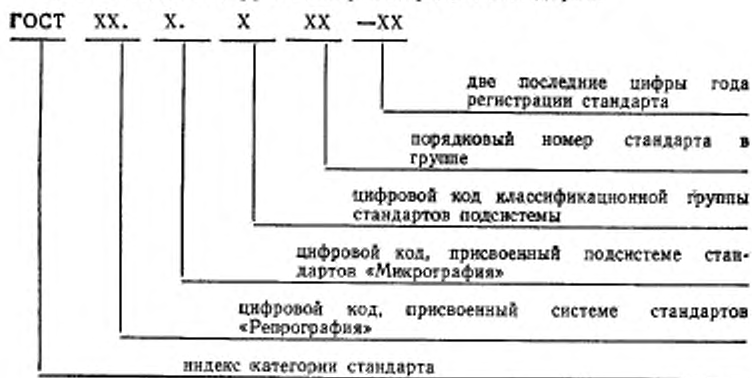 ГОСТ XX. X. X XX —XX
две последние цифры года
регистрации стандарта
порядковый номер стандарта в
группе
цифровой код классификационной группы
стандартов подсистемы
цифровой код, присвоенный подсистеме стан-
дартов «Микрография»
цифровой код, присвоенный системе стандартов
«Репрография»
индекс категории стандарта